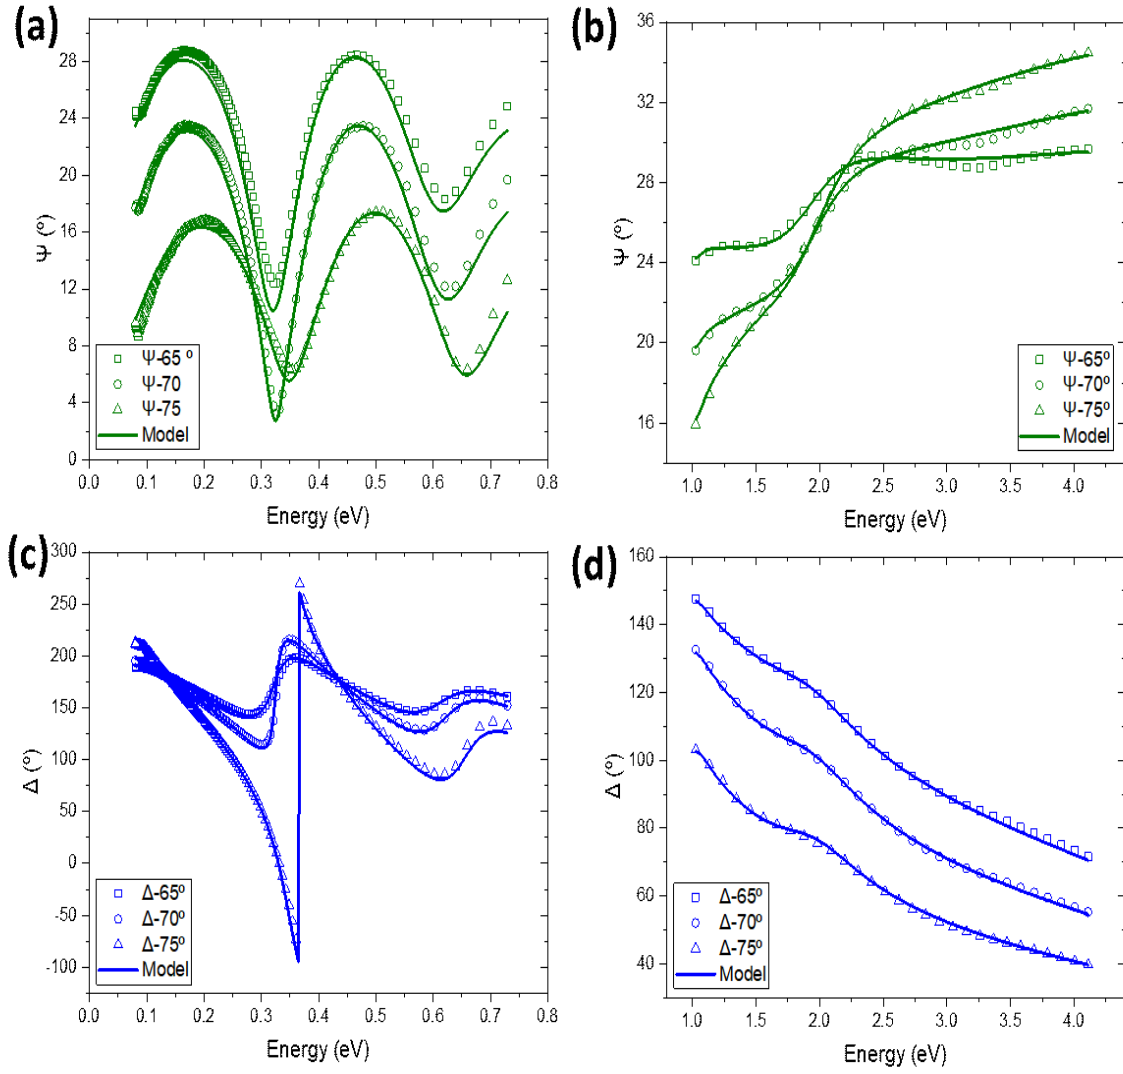 (a)
28
24
20
16
12
8
4
0
Ψ (º)
Ψ-65 º
Ψ-70
Ψ-75
Model
0.0 0.1 0.2 0.3 0.4 0.5 0.6 0.7 0.8
Energy (eV)
(b)
36
32
28
24
20
16
Ψ (º)
Ψ-65º
Ψ-70º
Ψ-75º
Model
1.0 1.5 2.0 2.5 3.0 3.5 4.0
Energy (eV)
(c)
300
250
200
150
100
50
0
-50
-100
Δ (º)
Δ-65º
Δ-70º
Δ-75º
Model
0.0 0.1 0.2 0.3 0.4 0.5 0.6 0.7 0.8
Energy (eV)
(d)
160
140
120
100
80
60
40
Δ (º)
Δ-65º
Δ-70º
Δ-75º
Model
1.0 1.5 2.0 2.5 3.0 3.5 4.0
Energy (eV)